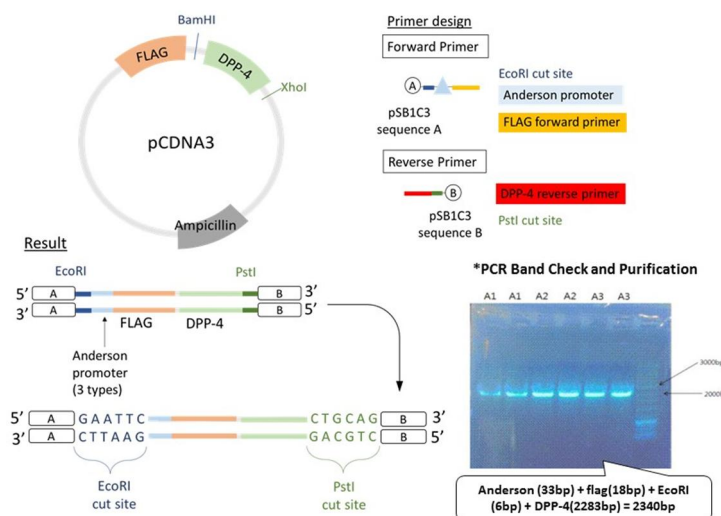 BamHI
FLAG
DPP-4
XhoI
pCDNA3
Ampicillin
Primer design
Forward Primer
A
pSB1C3
sequence A
EcoRI cut site
Anderson promoter
FLAG forward primer
Reverse Primer
B
pSB1C3
sequence B
DPP-4 reverse primer
PstI cut site
Result
EcoRI
PstI
5’ A B 3’
3’ A B 5’
FLAG DPP-4
Anderson
promoter
(3 types)
5’ A GAATTC CTGCAG B 3’
3’ A CTTAAG GACGTC B 5’
EcoRI
cut site
PstI
cut site
*PCR Band Check and Purification
A1 A1 A2 A2 A3 A3
3000bp
2000
Anderson (33bp) + flag(18bp) + EcoRI
(6bp) + DPP-4(2283bp) = 2340bp